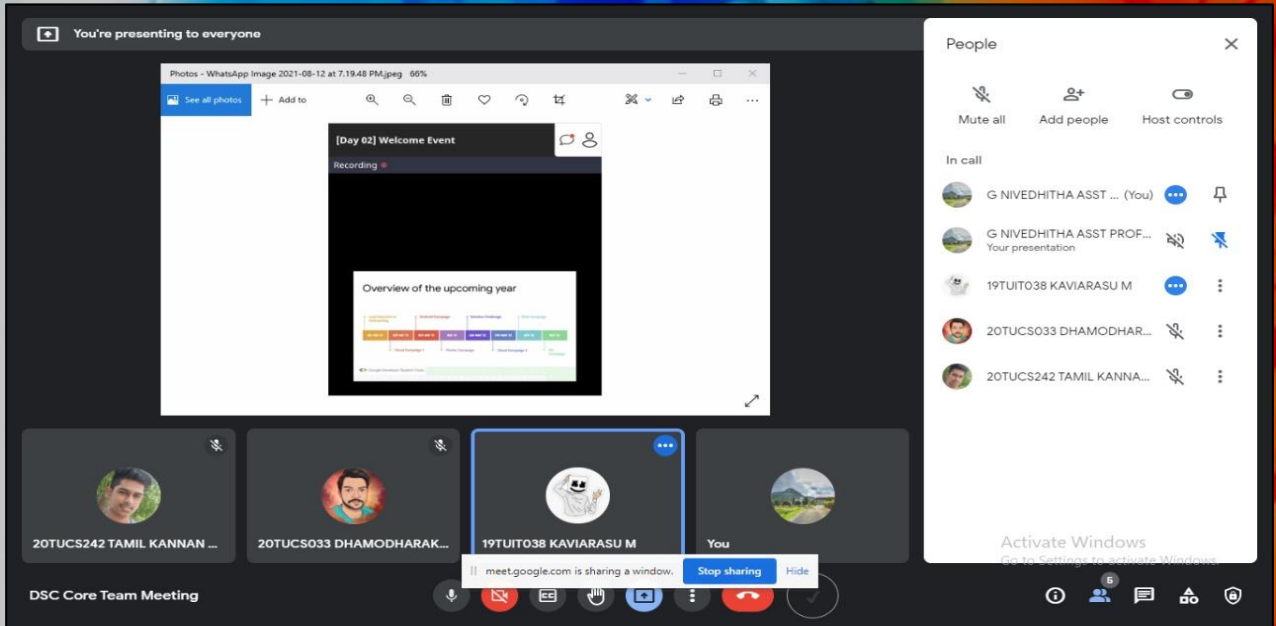 You're presenting to everyone
Photos - WhatsApp Image 2021-08-12 at 7.19.48 PM.jpeg 66%
See all photos
Add to
[Day 02] Welcome Event
Recording
Overview of the upcoming year
20TUCS242 TAMIL KANNAN ...
20TUCS033 DHAMODHARAK...
19TUIT038 KAVIARASU M
You
meet.google.com is sharing a window.
Stop sharing
Hide
DSC Core Team Meeting
CC
People
Mute all
Add people
Host controls
In call
G NIVEDHITHA ASST ... (You)
G NIVEDHITHA ASST PROF...
Your presentation
19TUIT038 KAVIARASU M
20TUCS033 DHAMODHAR...
20TUCS242 TAMIL KANNA...
Activate Windows
Go to Settings to activate Windows.
5